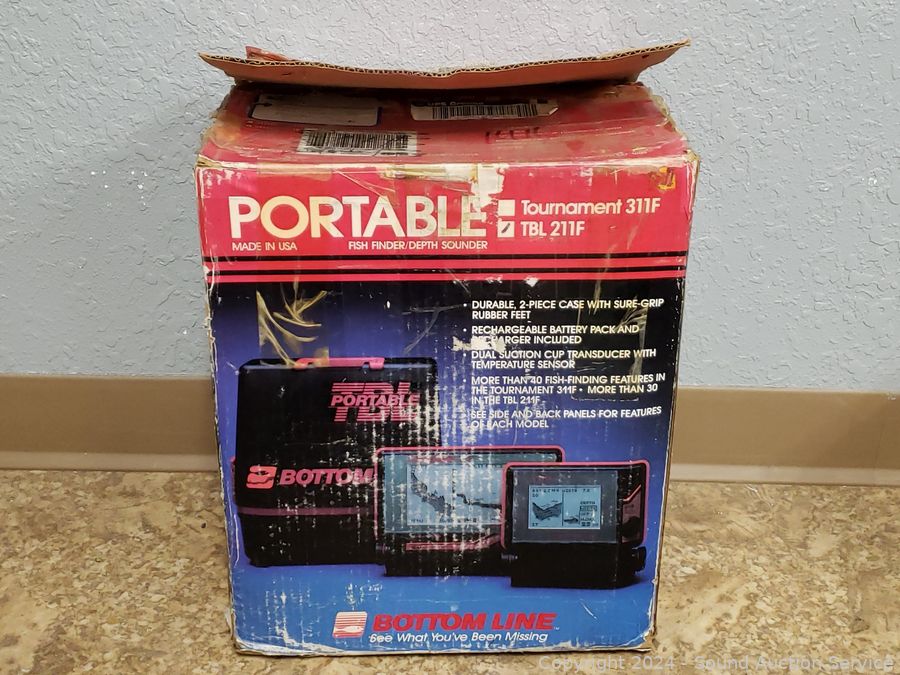 PORTABLE
Tournament 311F
TBL 211F
MADE IN USA
FISH FINDER/DEPTH SOUNDER
• DURABLE, 2-PIECE CASE WITH SURE-GRIP
RUBBER FEET
• RECHARGEABLE BATTERY PACK AND
RECHARGER INCLUDED
• DUAL SUCTION CUP TRANSDUCER WITH
TEMPERATURE SENSOR
• MORE THAN 40 FISH-FINDING FEATURES IN
THE TOURNAMENT 311F • MORE THAN 30
IN THE TBL 211F
• SEE SIDE AND BACK PANELS FOR FEATURES
OF EACH MODEL
TBL
PORTABLE
BOTTOM
DEPTH
BOTTOM LINE
See What You've Been Missing
Copyright 2024 - Sound Auction Service